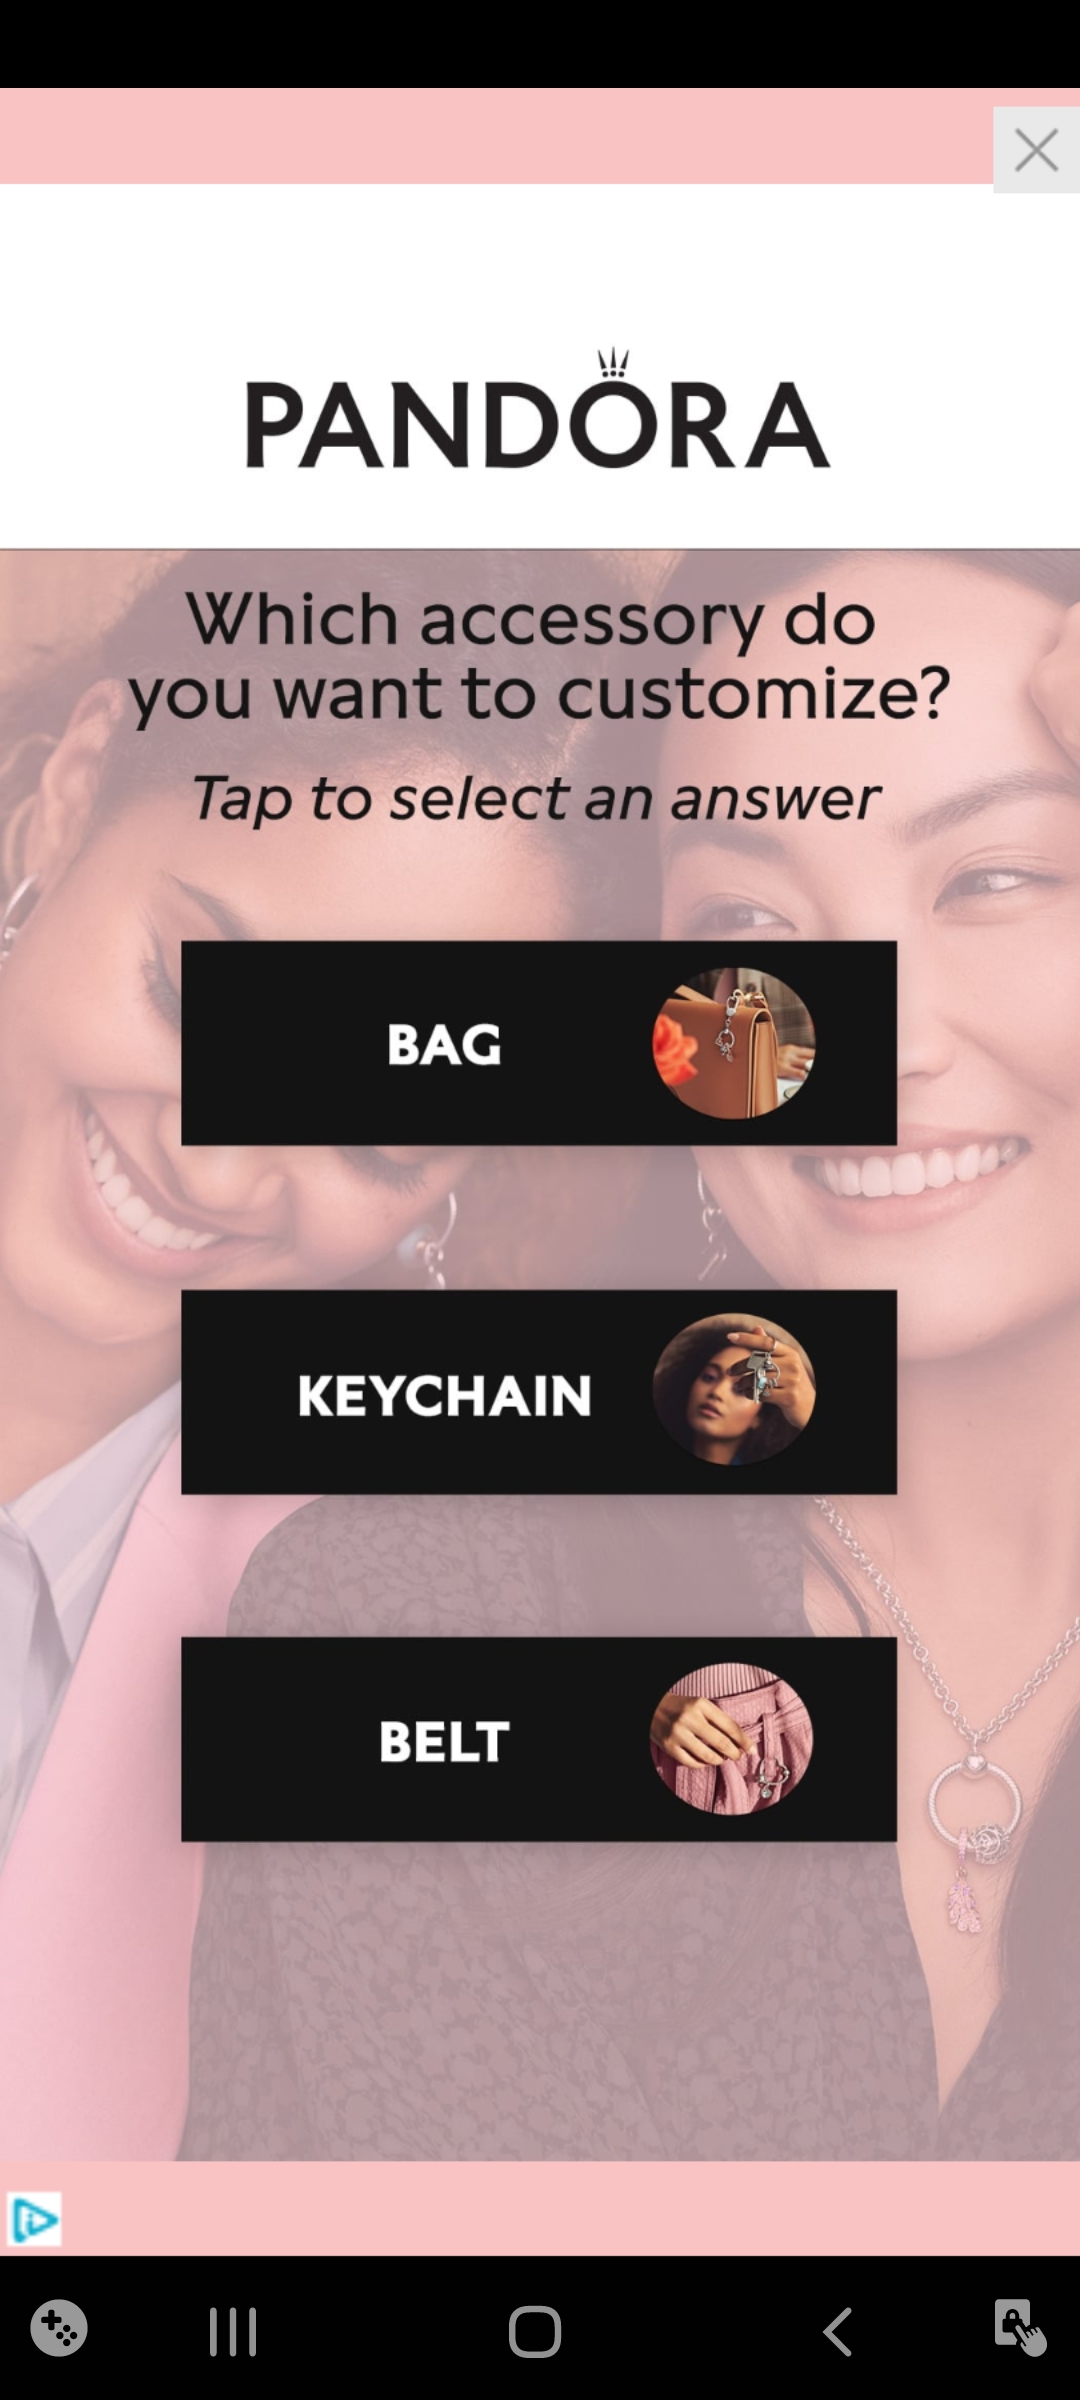 PANDORA
Which accessory do
you want to customize?
Tap to select an answer
BAG
KEYCHAIN
BELT